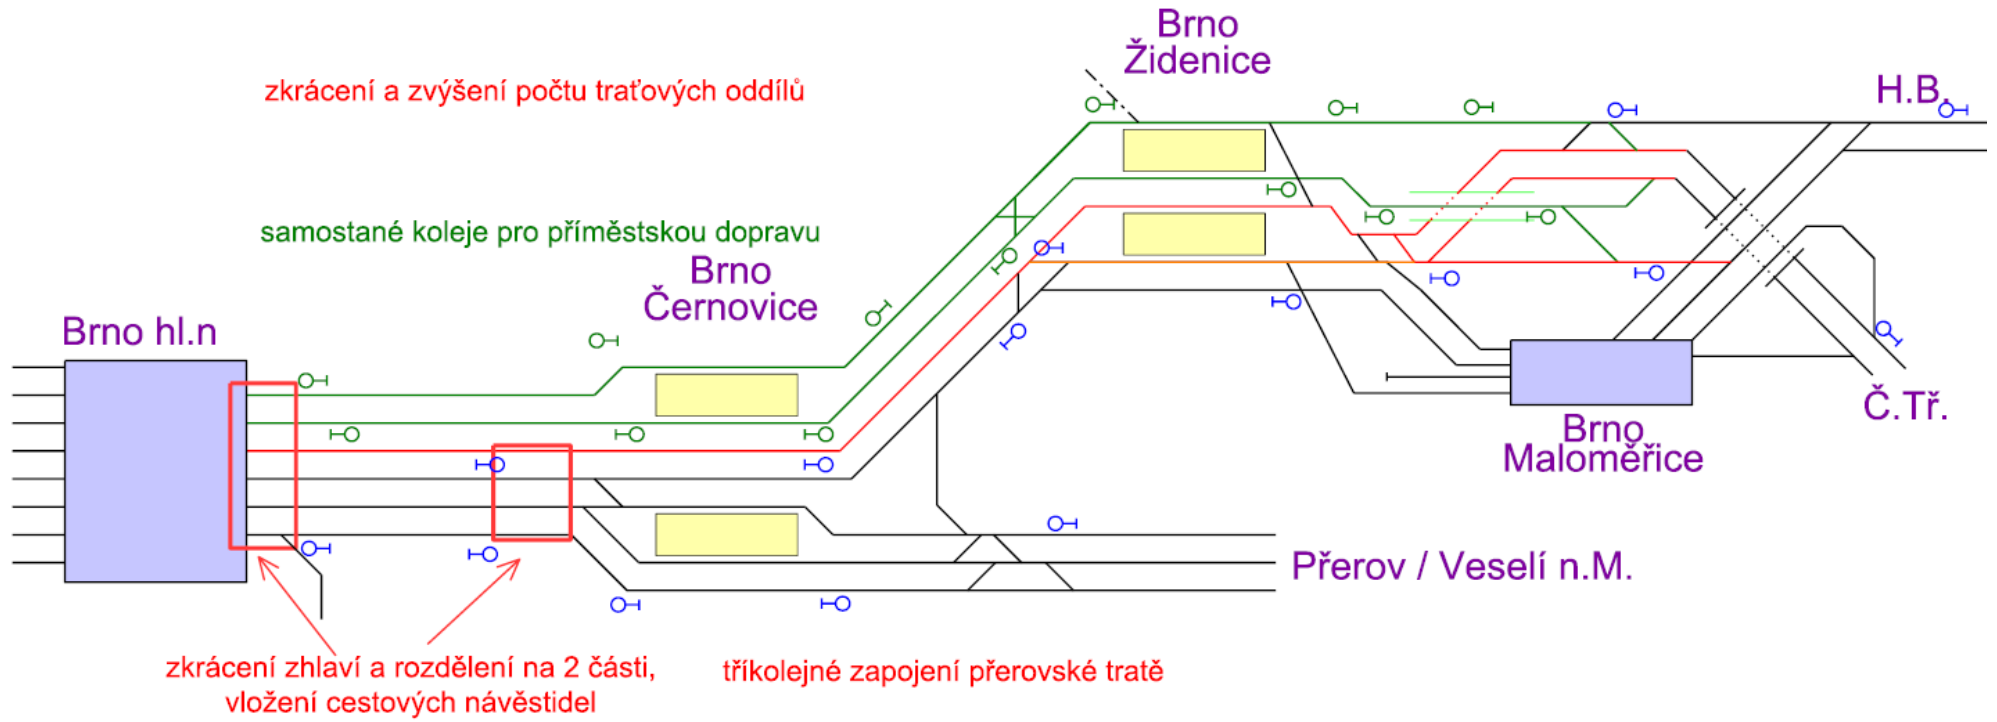 Brno
Židenice
zkrácení a zvýšení počtu traťových oddílů
H.B.
samostané koleje pro příměstskou dopravu
Brno
Černovice
Brno hl.n
Č.Tř.
Brno
Maloměřice
Přerov / Veselí n.M.
zkrácení zhlaví a rozdělení na 2 části,
vložení cestových návěstidel
tříkolejné zapojení přerovské tratě